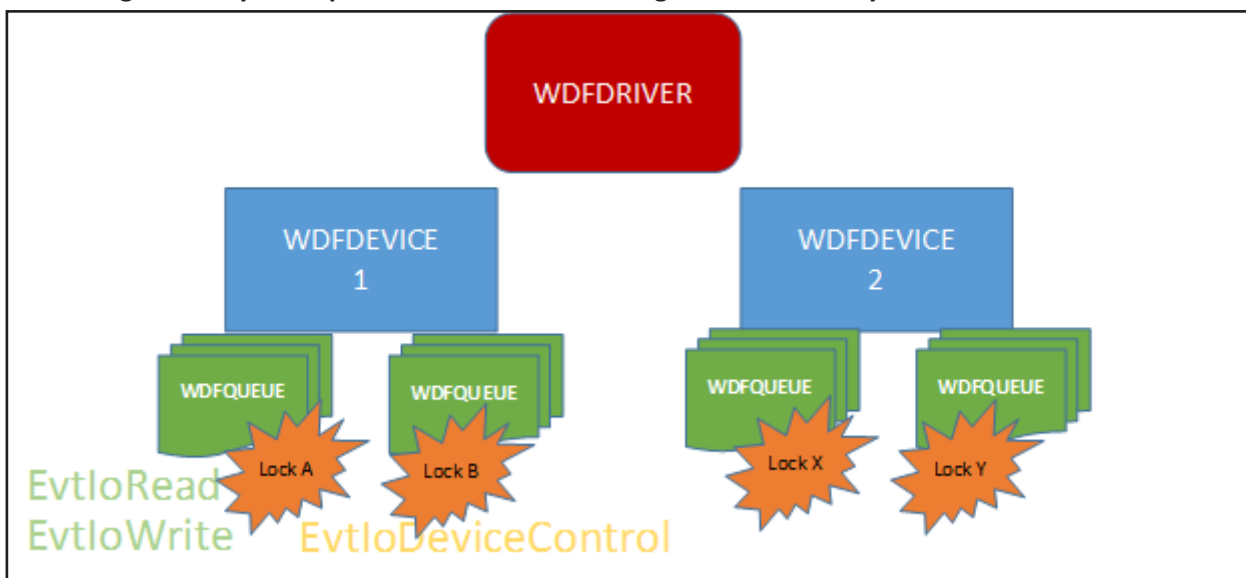 WDFDRIVER
WDFDEVICE
1
WDFDEVICE
2
WDFQUEUE
WDFQUEUE
WDFQUEUE
WDFQUEUE
Lock A
Lock B
Lock X
Lock Y
EvtIoRead
EvtIoWrite
EvtIoDeviceControl